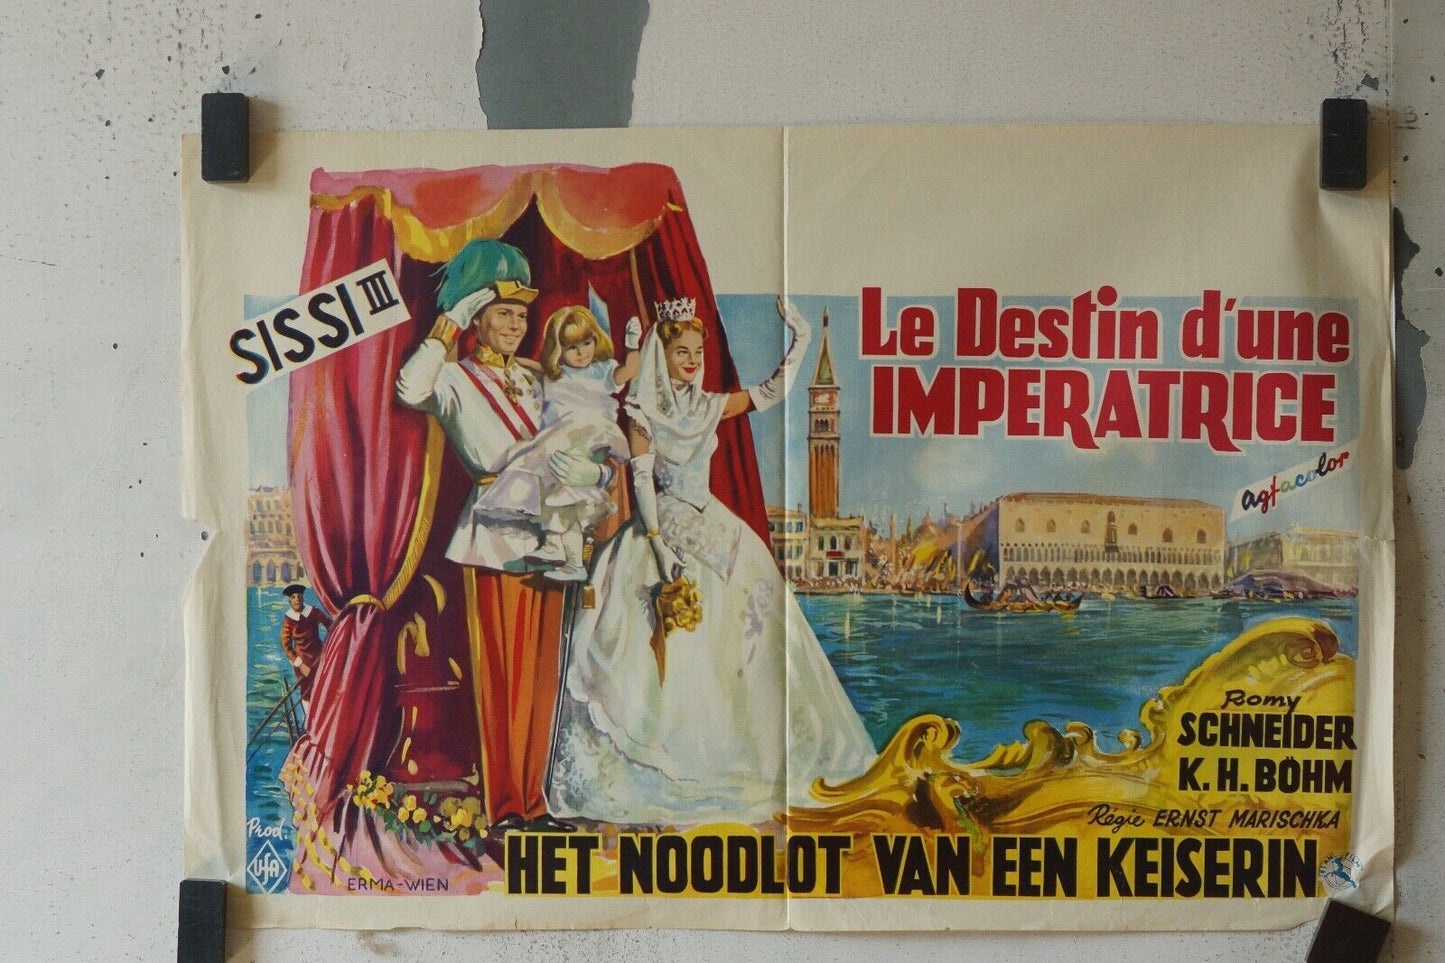 SISSI III
Le Destin d'une
IMPERATRICE
agfacolor
Romy
SCHNEIDER
K. H. BÖHM
Régie ERNST MARISCHKA
HET NOODLOT VAN EEN KEISERIN
Prod.
UFA
ERMA-WIEN